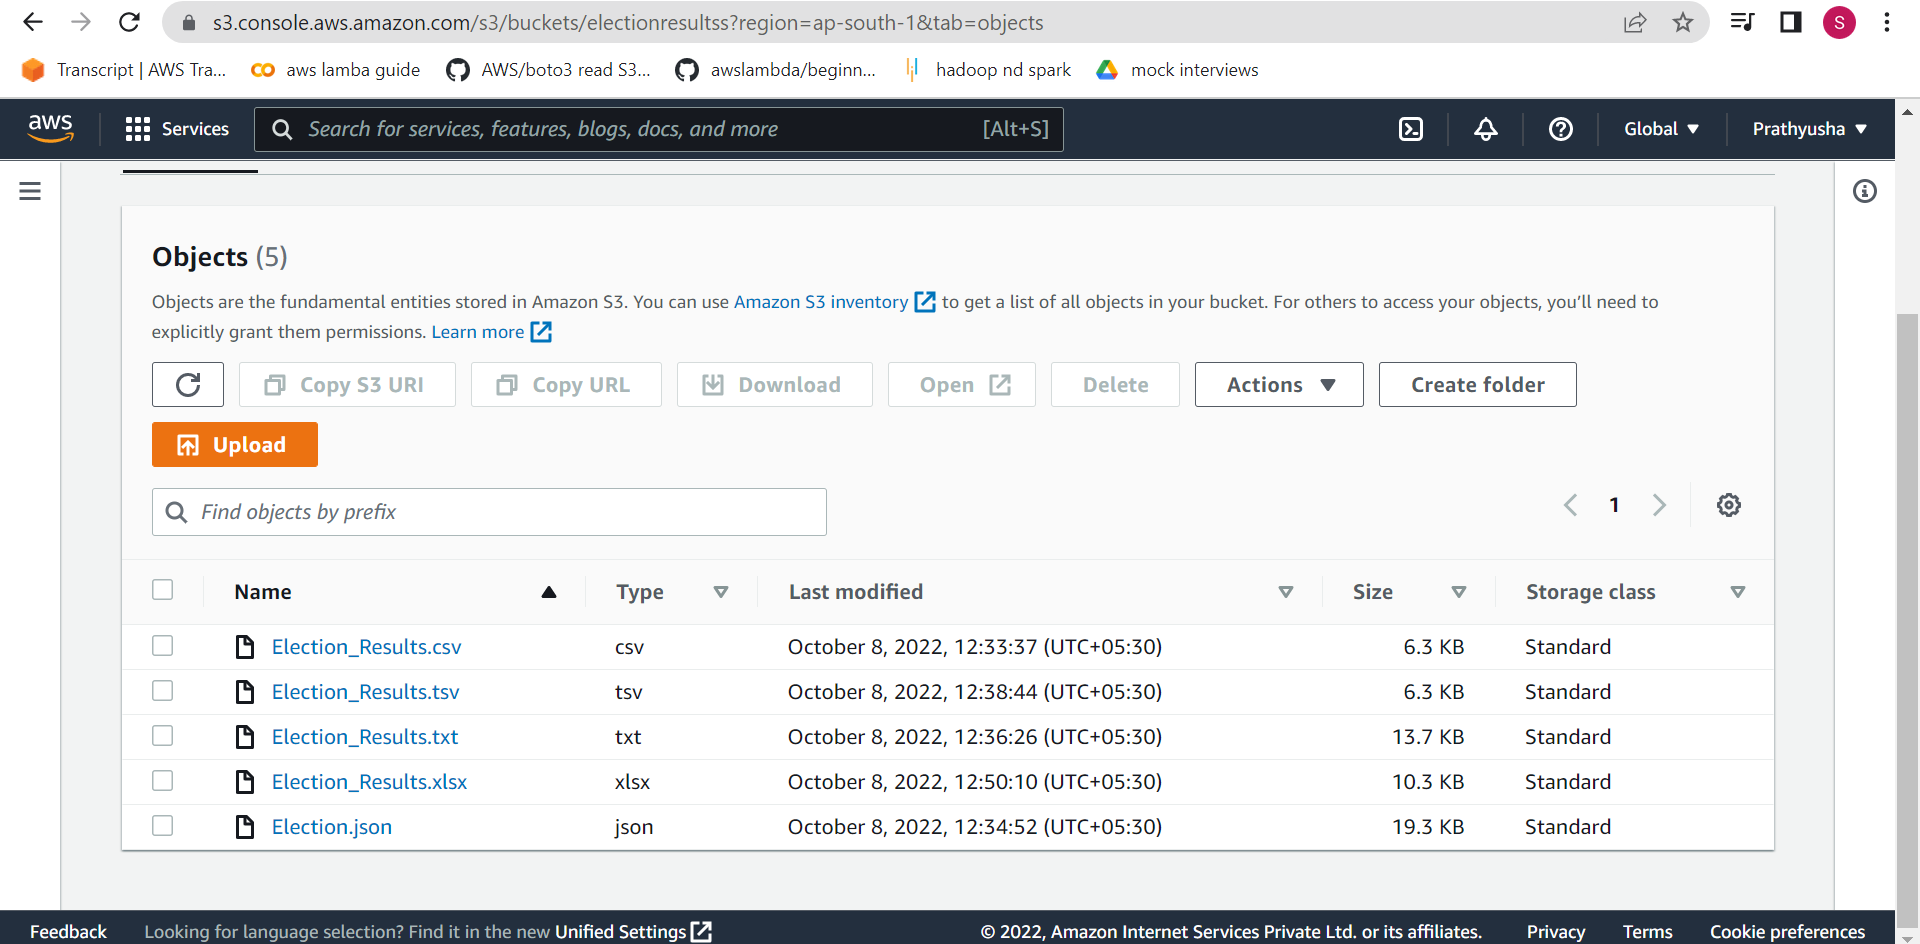 s3.console.aws.amazon.com/s3/buckets/electionresultss?region=ap-south-1&tab=objects
S
Transcript | AWS Tra... aws lamba guide AWS/boto3 read S3... awslambda/beginn... hadoop nd spark mock interviews
aws Services Search for services, features, blogs, docs, and more [Alt+S] Global Prathyusha
Objects (5)
Objects are the fundamental entities stored in Amazon S3. You can use Amazon S3 inventory to get a list of all objects in your bucket. For others to access your objects, you'll need to
explicitly grant them permissions. Learn more
Copy S3 URI Copy URL Download Open Delete Actions Create folder
Upload
Find objects by prefix 1
Name Type Last modified Size Storage class
Election_Results.csv csv October 8, 2022, 12:33:37 (UTC+05:30) 6.3 KB Standard
Election_Results.tsv tsv October 8, 2022, 12:38:44 (UTC+05:30) 6.3 KB Standard
Election_Results.txt txt October 8, 2022, 12:36:26 (UTC+05:30) 13.7 KB Standard
Election_Results.xlsx xlsx October 8, 2022, 12:50:10 (UTC+05:30) 10.3 KB Standard
Election.json json October 8, 2022, 12:34:52 (UTC+05:30) 19.3 KB Standard
Feedback Looking for language selection? Find it in the new Unified Settings © 2022, Amazon Internet Services Private Ltd. or its affiliates. Privacy Terms Cookie preferences